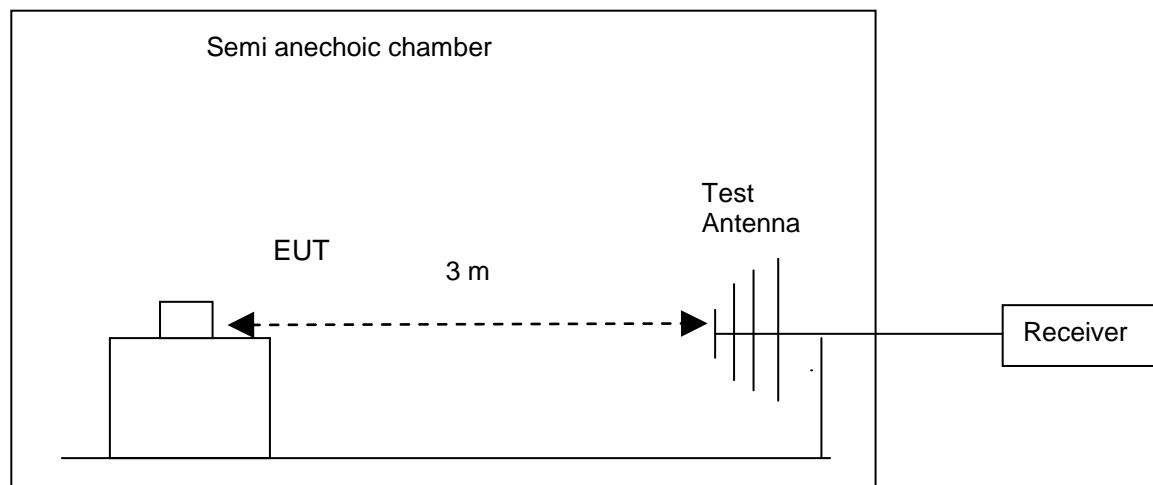 Semi anechoic chamber
Test
Antenna
EUT
3 m
Receiver